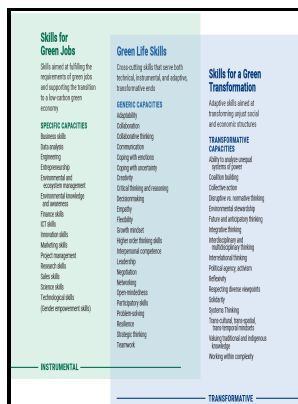 Skills for
Green Jobs
Skills aimed at fulfilling the
requirements of green jobs
and supporting the transition
to a low-carbon green
economy
SPECIFIC CAPACITIES
Business skills
Data analysis
Engineering
Entrepreneurship
Environmental and
ecosystem management
Environmental knowledge
and awareness
Finance skills
ICT skills
Innovation skills
Marketing skills
Project management
Research skills
Sales skills
Science skills
Technological skills
(Gender empowerment skills)
INSTRUMENTAL
Green Life Skills
Cross-cutting skills that serve both
technical, instrumental, and adaptive,
transformative ends
GENERIC CAPACITIES
Adaptability
Collaboration
Collaborative thinking
Communication
Coping with emotions
Coping with uncertainty
Creativity
Critical thinking and reasoning
Decisionmaking
Empathy
Flexibility
Growth mindset
Higher order thinking skills
Interpersonal competence
Leadership
Negotiation
Networking
Open-mindedness
Participatory skills
Problem-solving
Resilience
Strategic thinking
Teamwork
Skills for a Green
Transformation
Adaptive skills aimed at
transforming unjust social
and economic structures
TRANSFORMATIVE
CAPACITIES
Ability to analyze unequal
systems of power
Coalition building
Collective action
Disruptive vs. normative thinking
Environmental stewardship
Future and anticipatory thinking
Integrative thinking
Interdisciplinary and
multidisciplinary thinking
Interrelational thinking
Political agency, activism
Reflexivity
Respecting diverse viewpoints
Solidarity
Systems Thinking
Trans-cultural, trans-spatial,
trans-temporal mindsets
Valuing traditional and indigenous
knowledge
Working within complexity
TRANSFORMATIVE